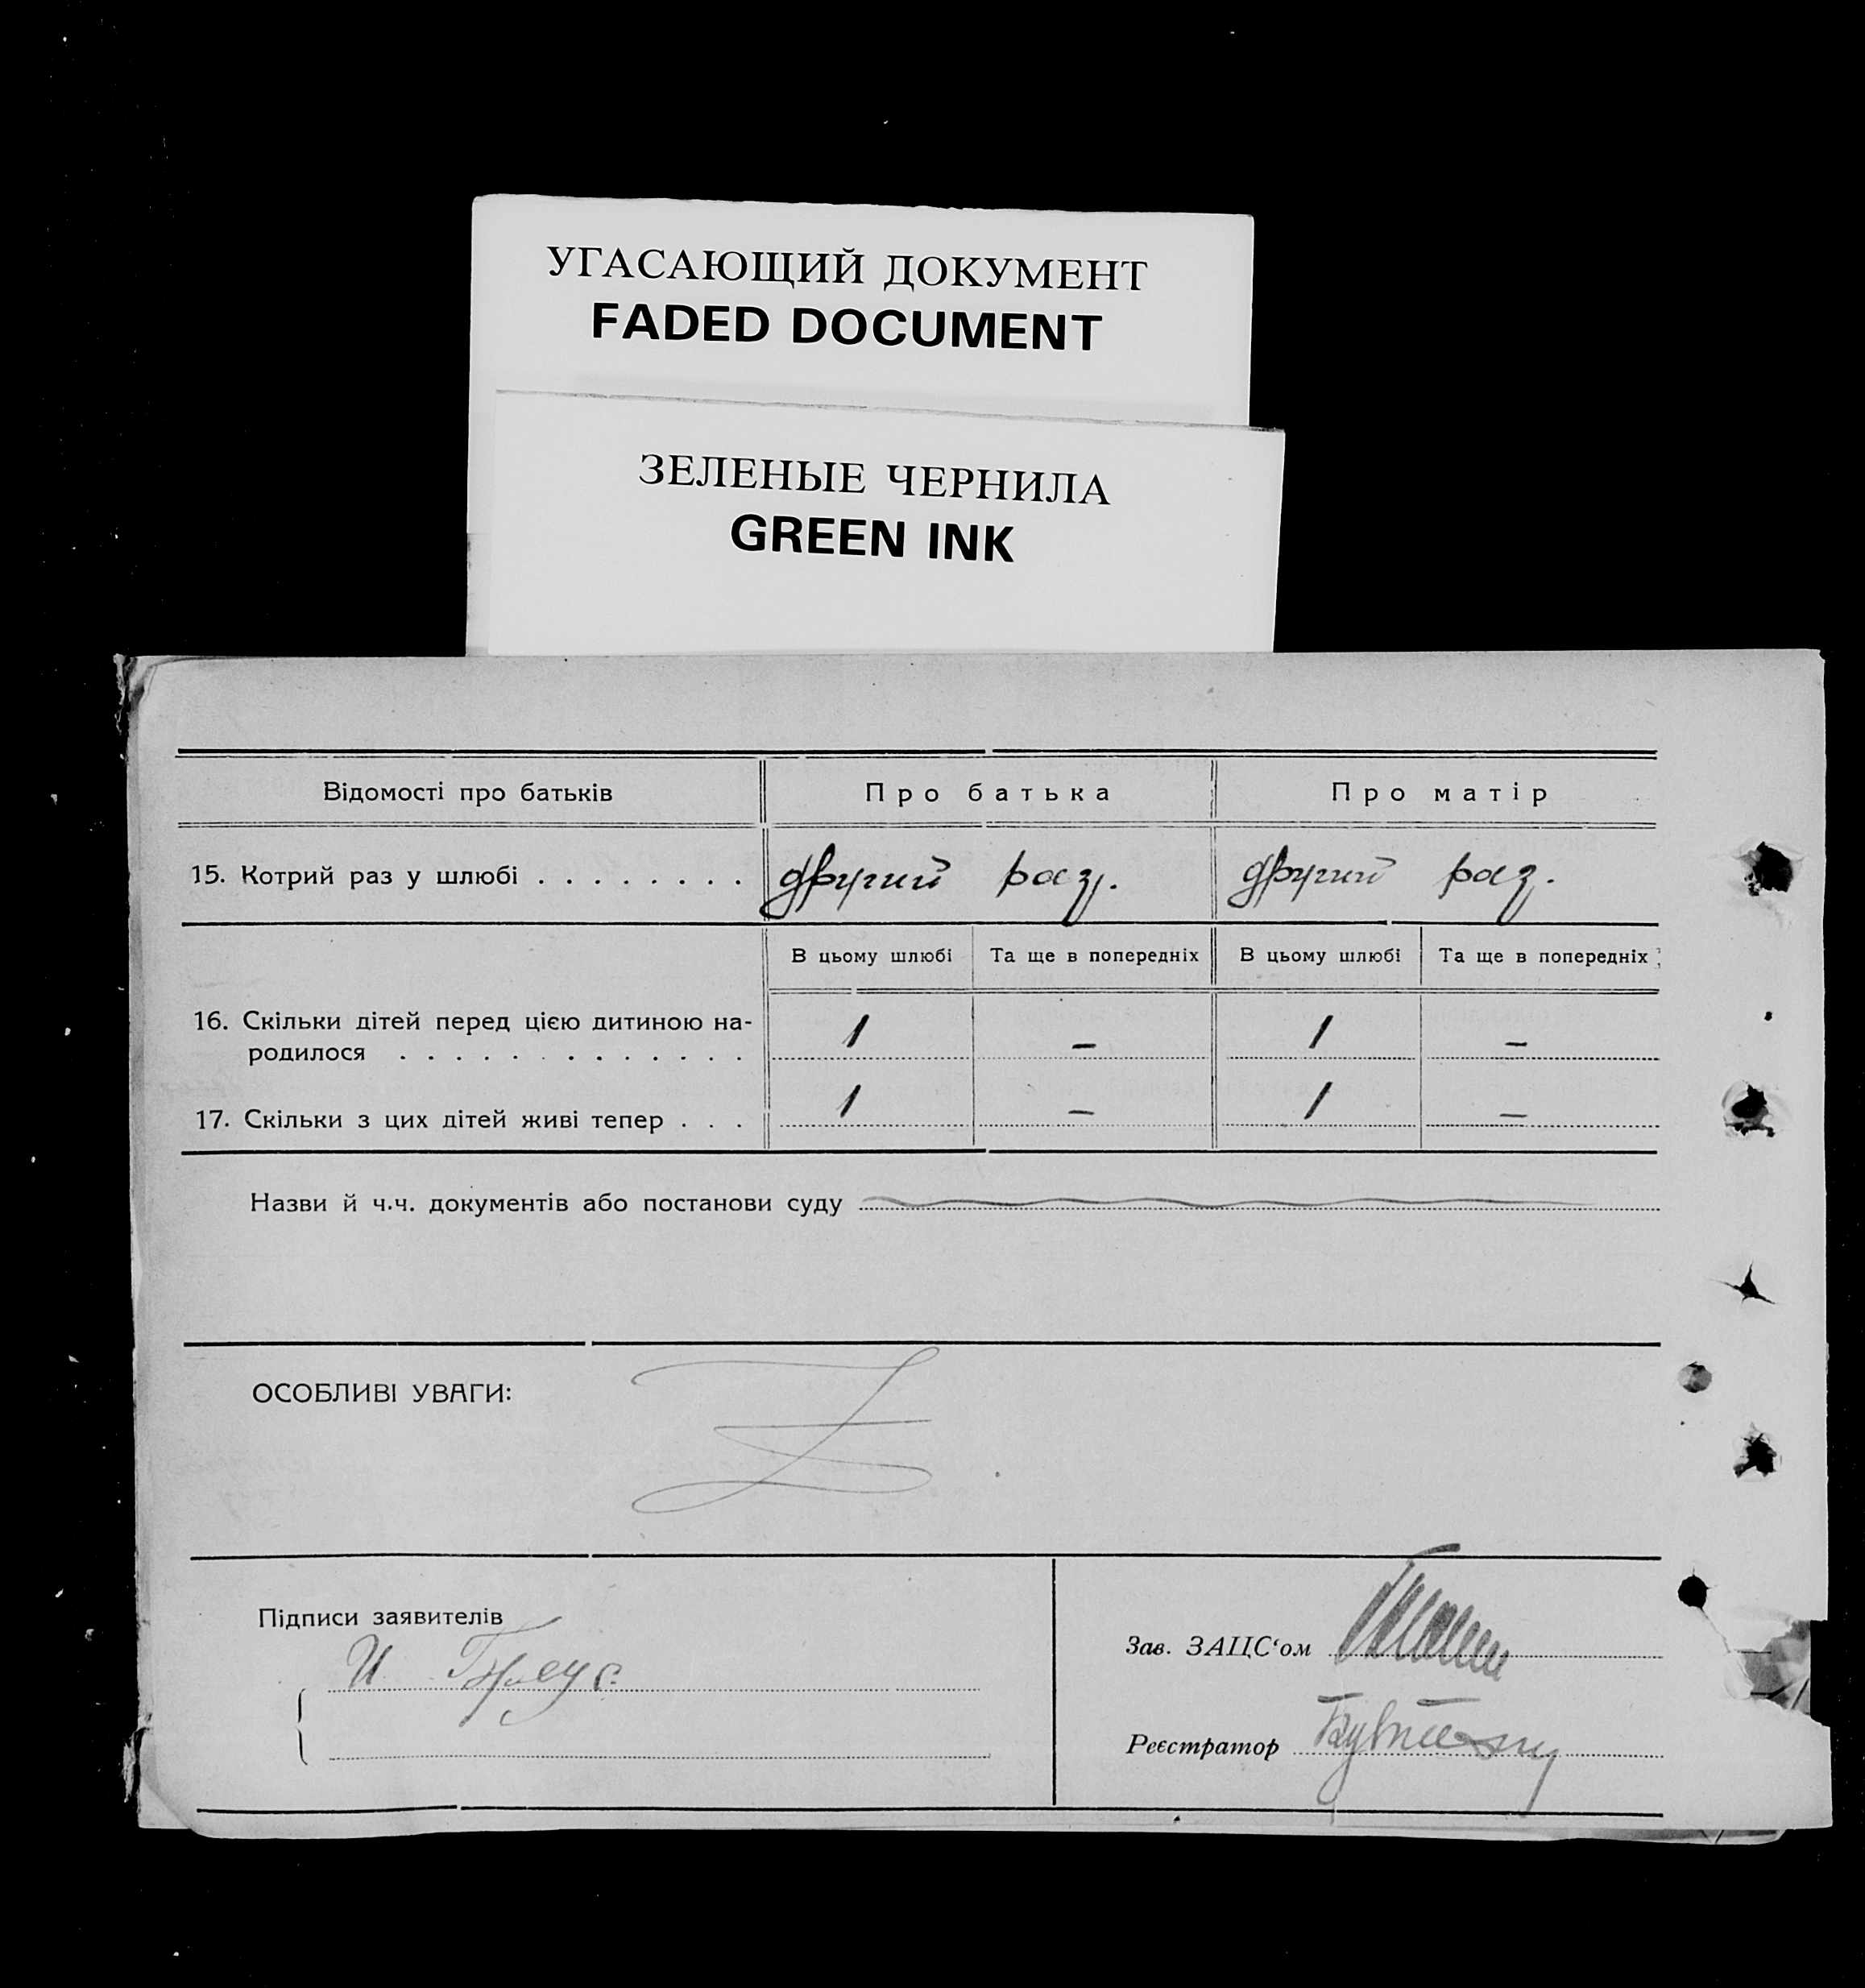 УГАСАЮЩИЙ ДОКУМЕНТ
FADED DOCUMENT
ЗЕЛЕНЫЕ ЧЕРНИЛА
GREEN INK
Відомості про батьків Про батька Про матір
15. Котрий раз у шлюбі . . . . . . . . другий раз. другий раз.
В цьому шлюбі Та ще в попередніх В цьому шлюбі Та ще в попередніх
16. Скільки дітей перед цією дитиною на-
родилося . . . . . . . . . . . . . 1 – 1 –
17. Скільки з цих дітей живі тепер . . . 1 – 1 –
Назви й ч.ч. документів або постанови суду
ОСОБЛИВІ УВАГИ:
Підписи заявителів
И
Зав. ЗАЦС‘ом
Реєстратор